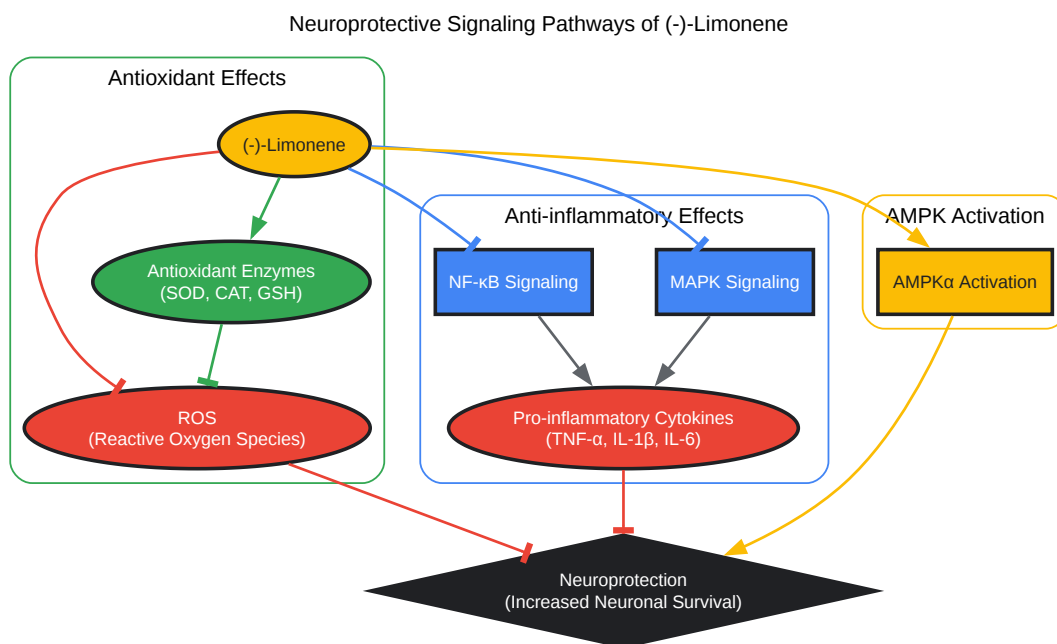 Neuroprotective Signaling Pathways of (-)-Limonene
Antioxidant Effects
(-)-Limonene
Anti-inflammatory Effects
AMPK Activation
Antioxidant Enzymes
(SOD, CAT, GSH)
NF-κB Signaling
MAPK Signaling
AMPKα Activation
ROS
(Reactive Oxygen Species)
Pro-inflammatory Cytokines
(TNF-α, IL-1β, IL-6)
Neuroprotection
(Increased Neuronal Survival)